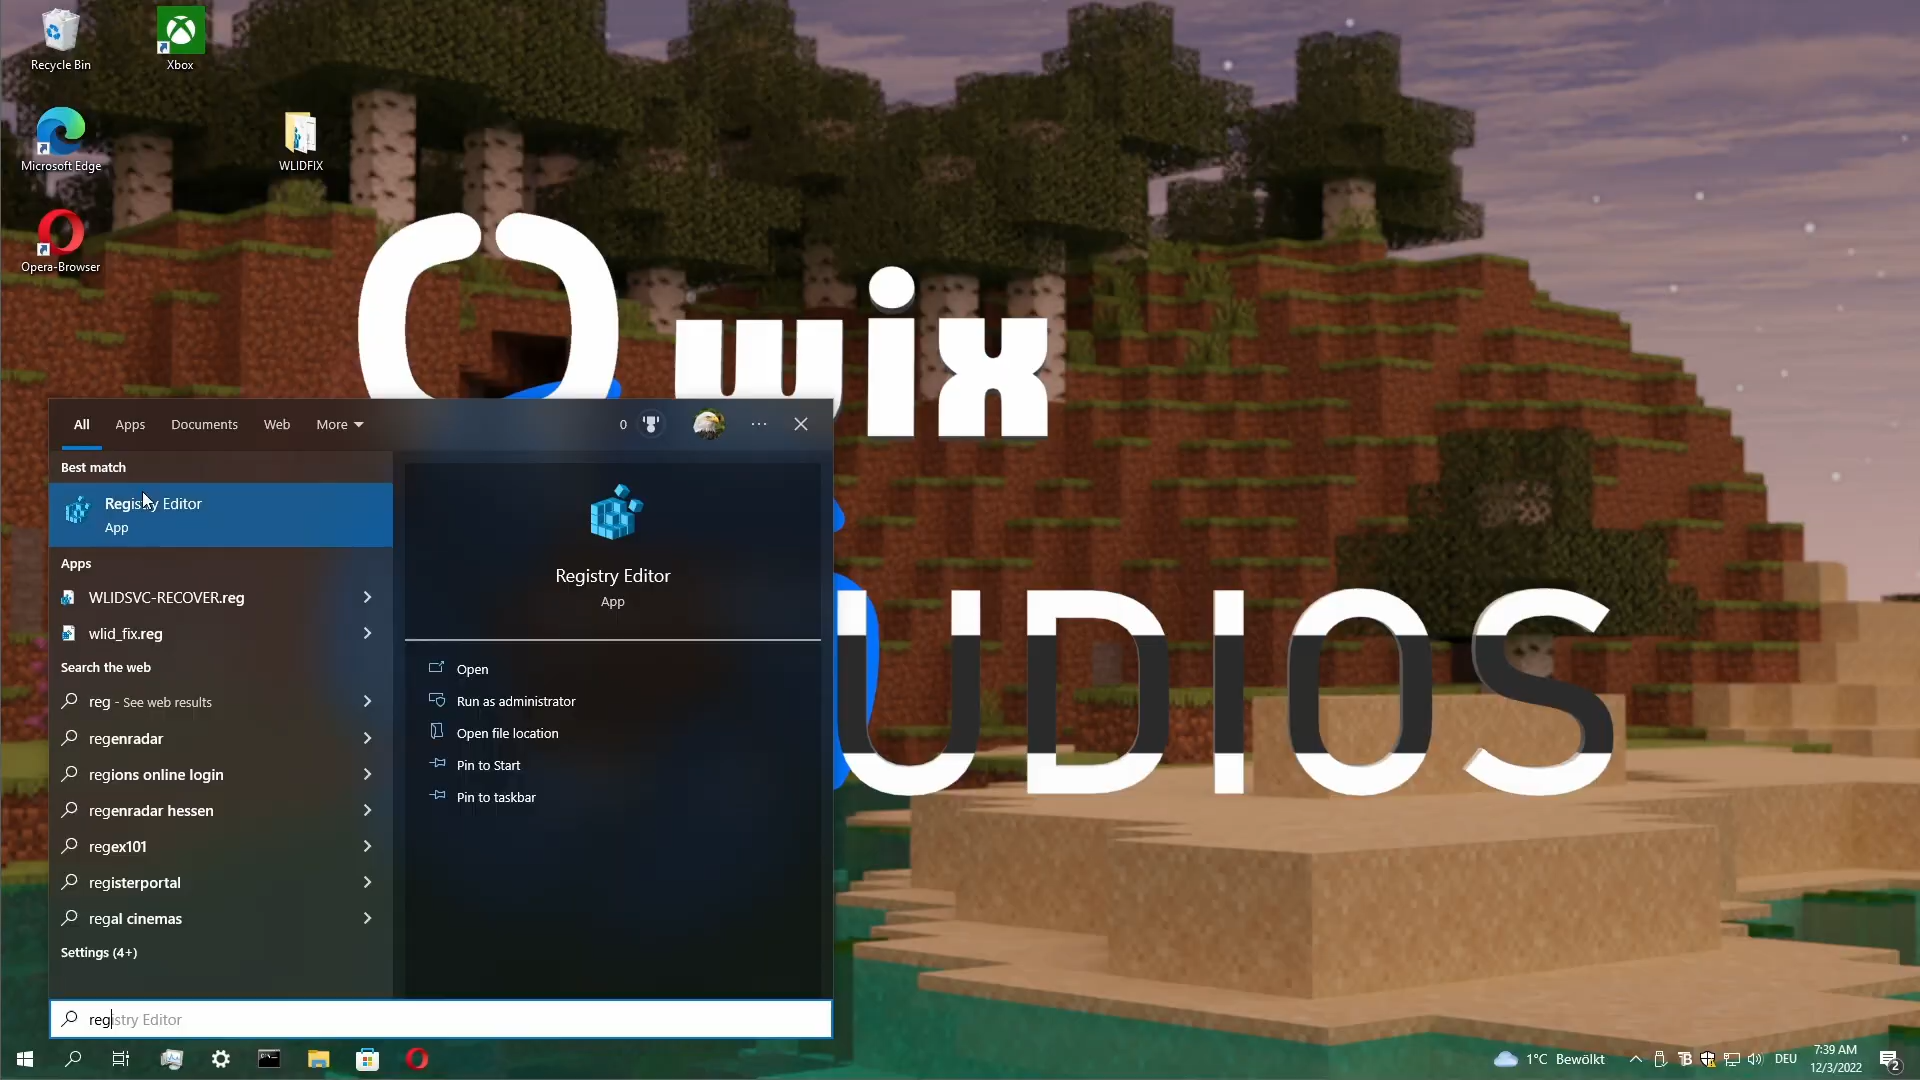 Recycle Bin
Xbox
Microsoft Edge
WLIDFIX
Opera-Browser
Qwix
UDIOS
All
Apps
Documents
Web
More
0
Best match
Registry Editor
App
Apps
WLIDSVC-RECOVER.reg
wlid_fix.reg
Search the web
reg - See web results
regenradar
regions online login
regenradar hessen
regex101
registerportal
regal cinemas
Settings (4+)
Registry Editor
App
Open
Run as administrator
Open file location
Pin to Start
Pin to taskbar
registry Editor
1°C Bewölkt
DEU
7:39 AM
12/3/2022
2